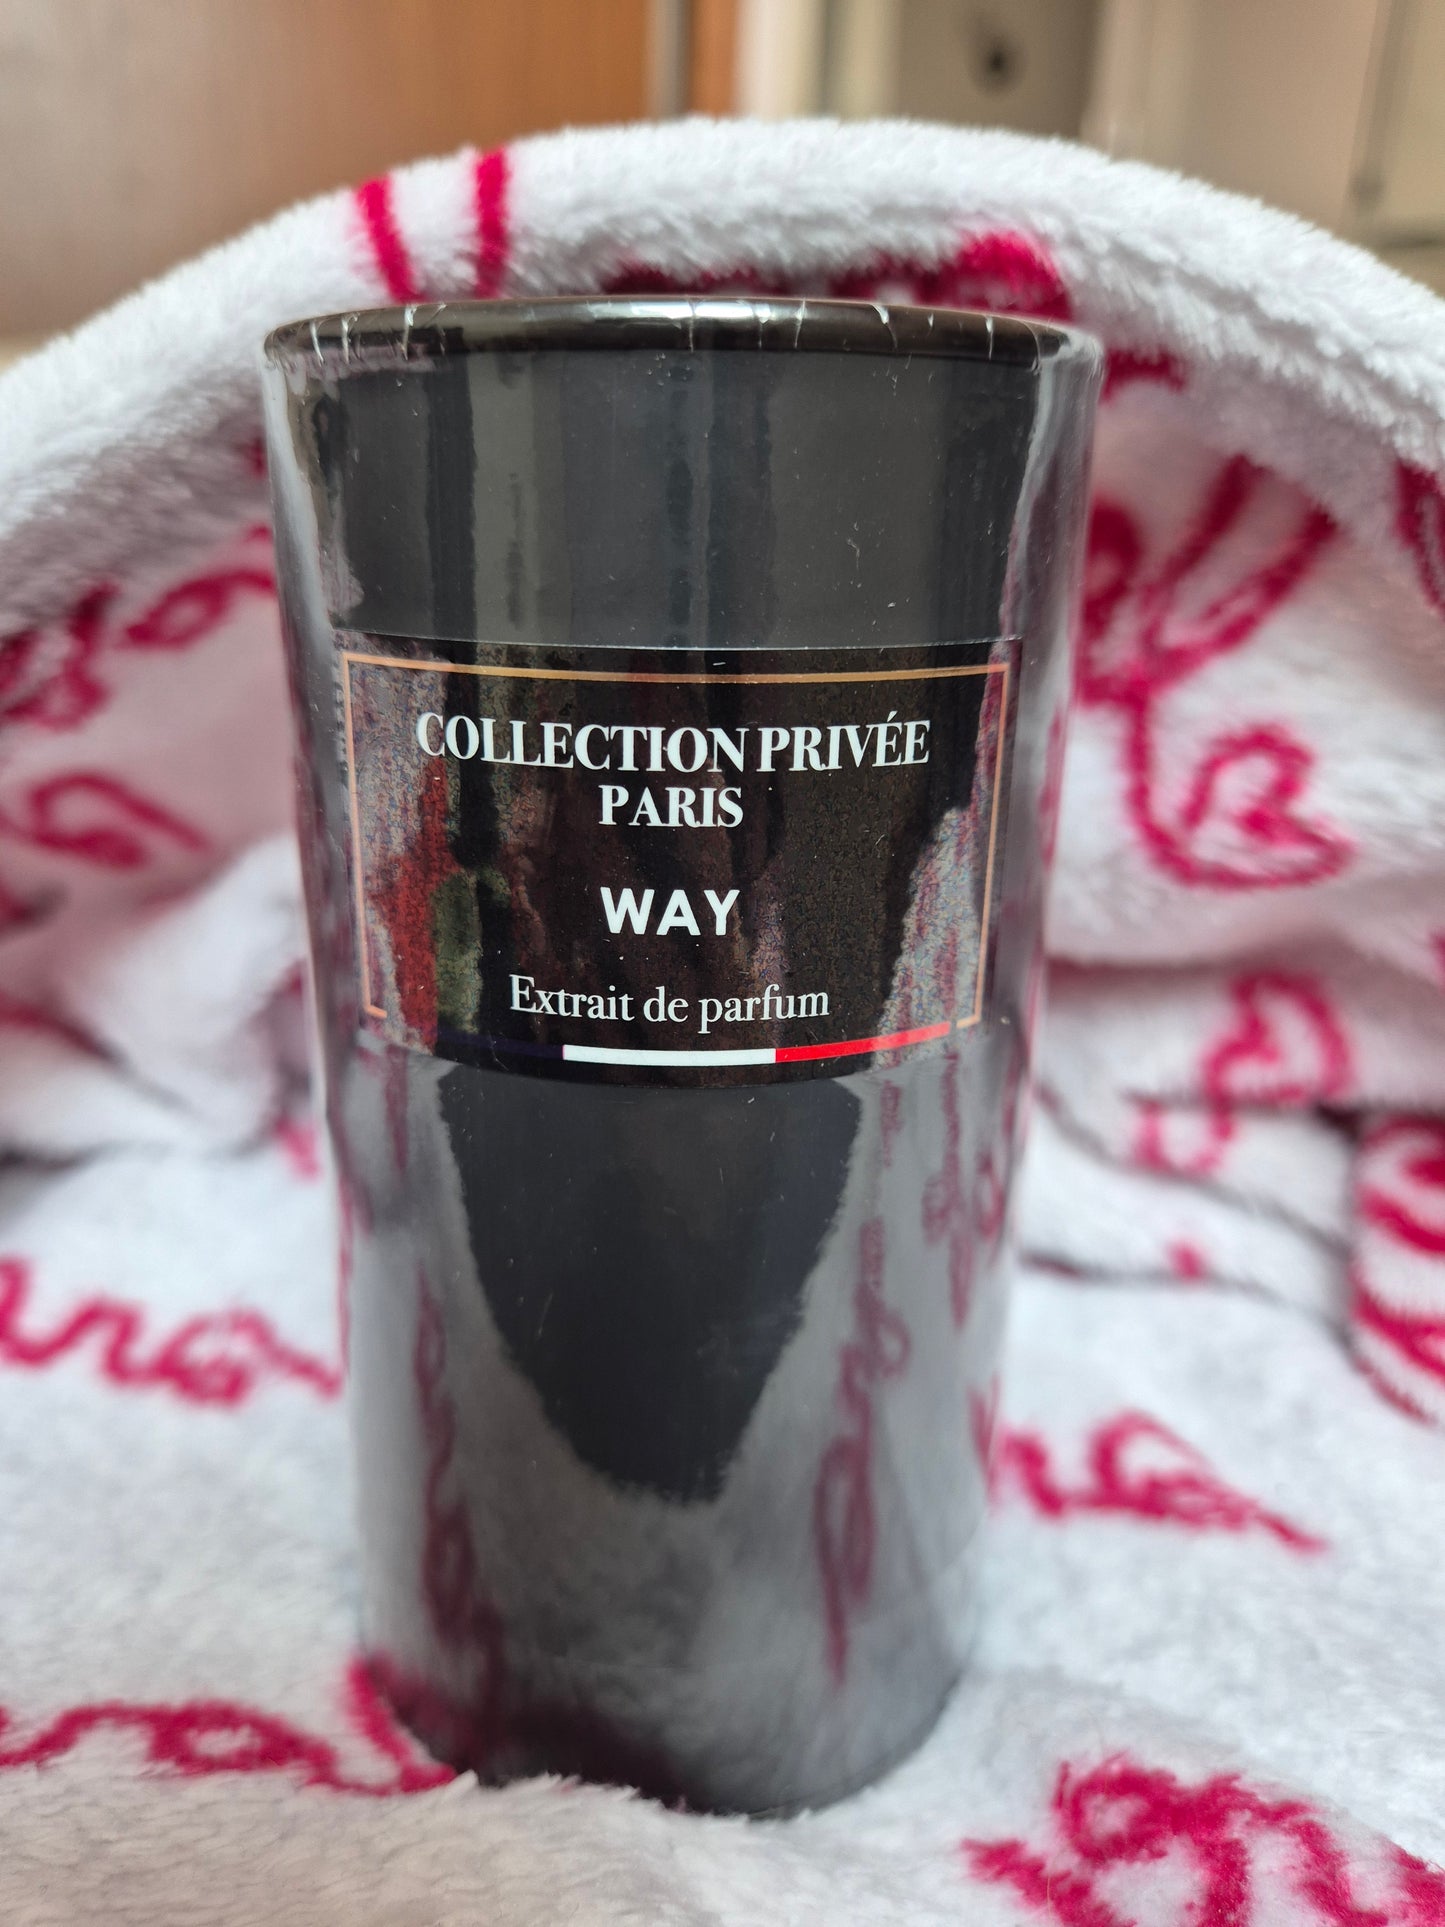 COLLECTION PRIVÉE
PARIS
WAY
Extrait de parfum